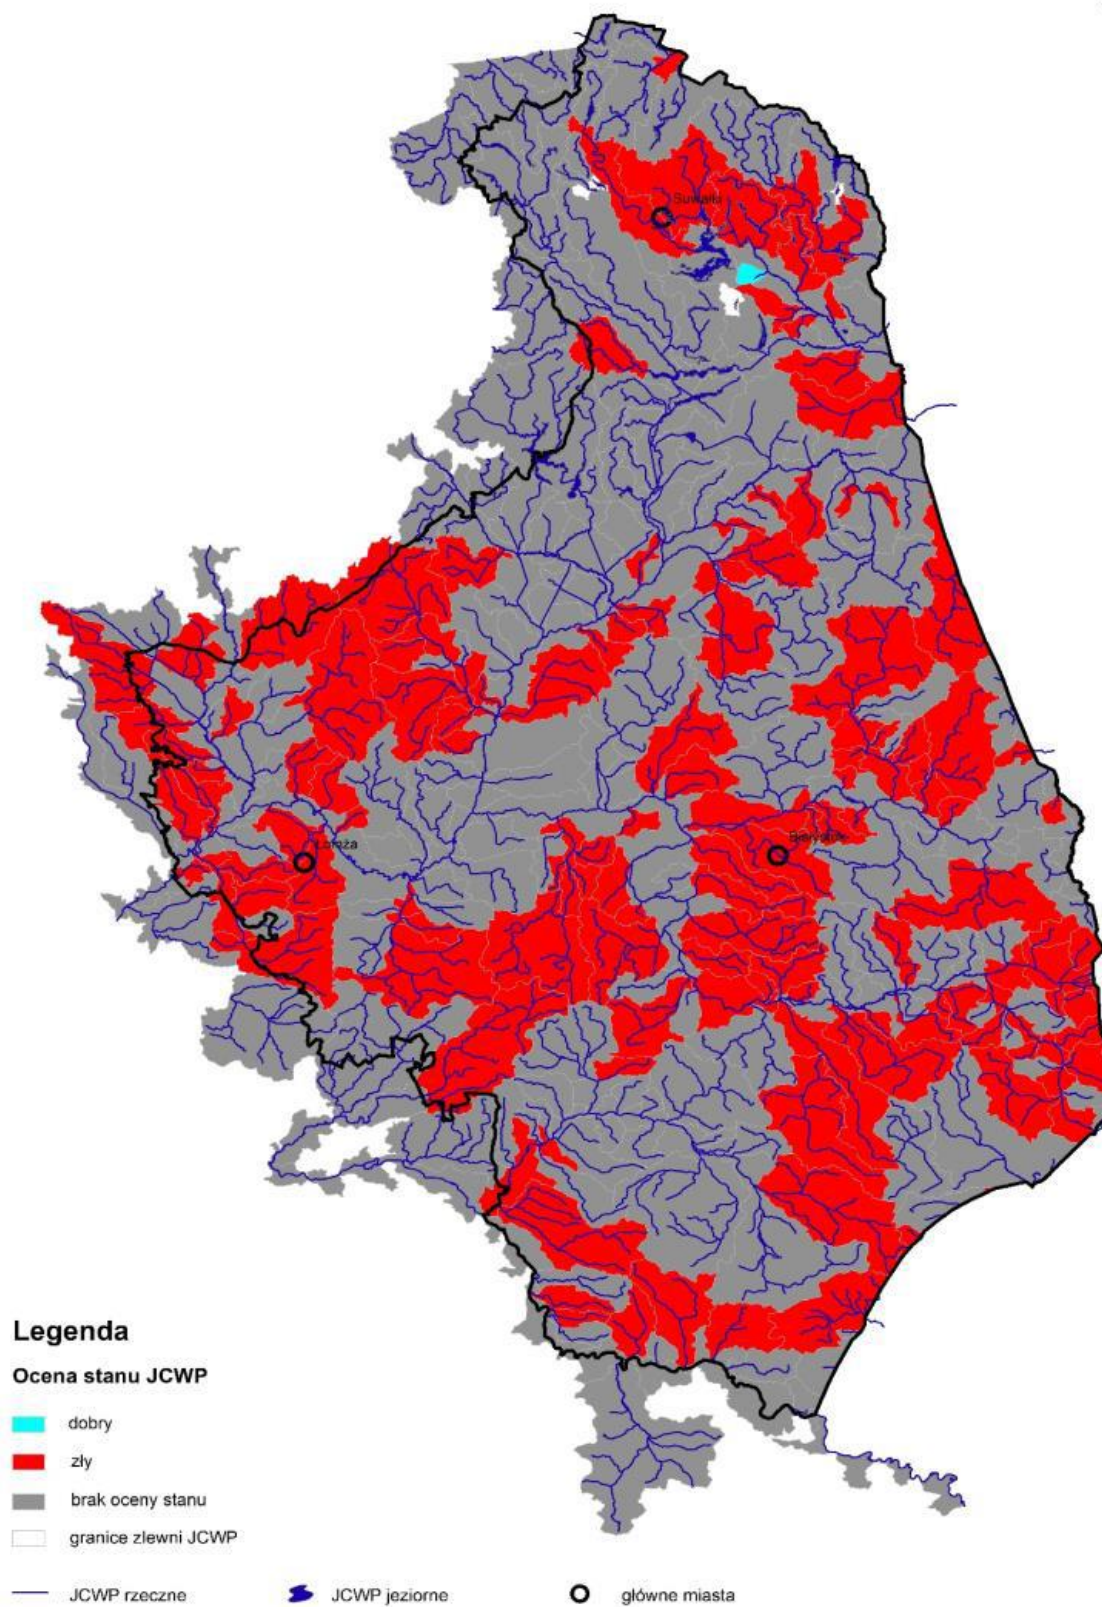 Suwałki
Białystok
Łomża
Legenda
Ocena stanu JCWP
dobry
zły
brak oceny stanu
granice zlewni JCWP
JCWP rzeczne
JCWP jeziorne
główne miasta